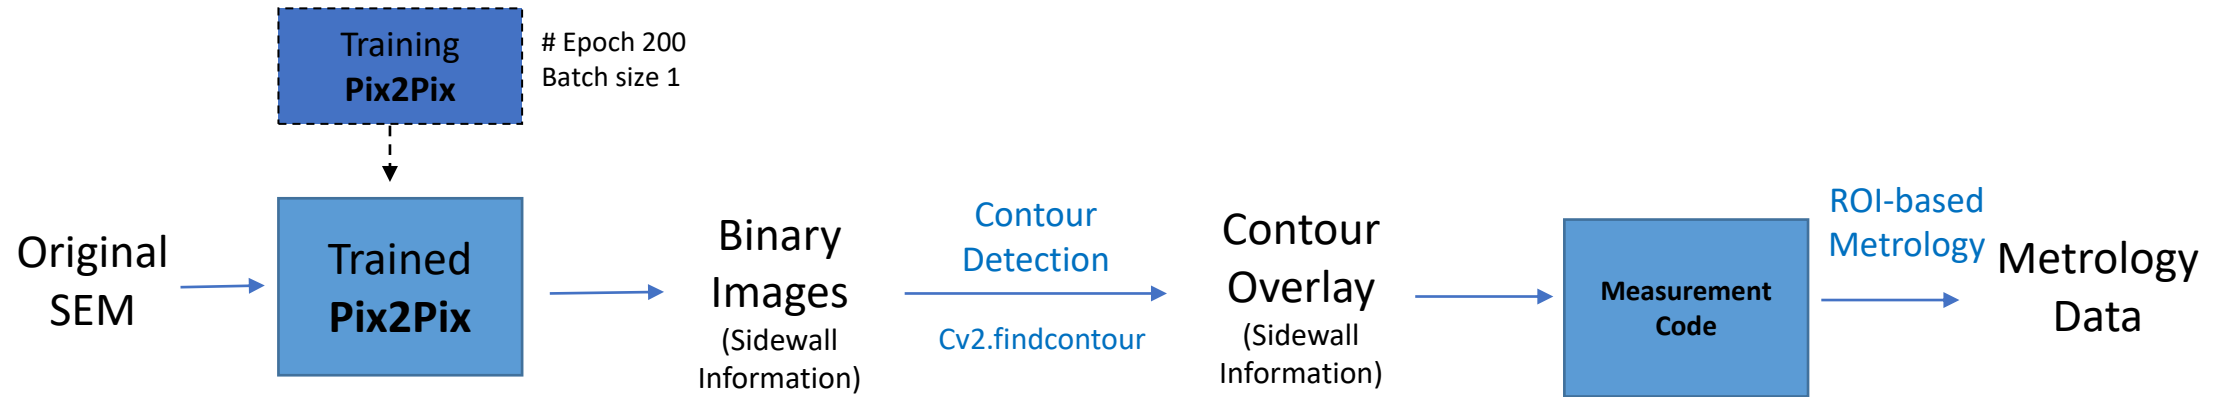 Training
Pix2Pix
# Epoch 200
Batch size 1
Original
SEM
Trained
Pix2Pix
Binary
Images
(Sidewall
Information)
Contour
Detection
Cv2.findcontour
Contour
Overlay
(Sidewall
Information)
Measurement
Code
ROI-based
Metrology
Metrology
Data